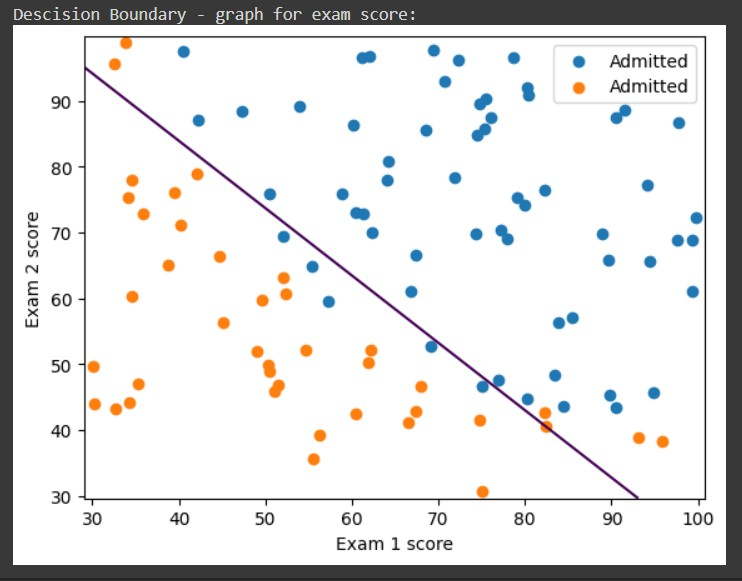 Descision Boundary - graph for exam score:
Admitted
Admitted
90
80
70
60
50
40
30
Exam 2 score
30 40 50 60 70 80 90 100
Exam 1 score